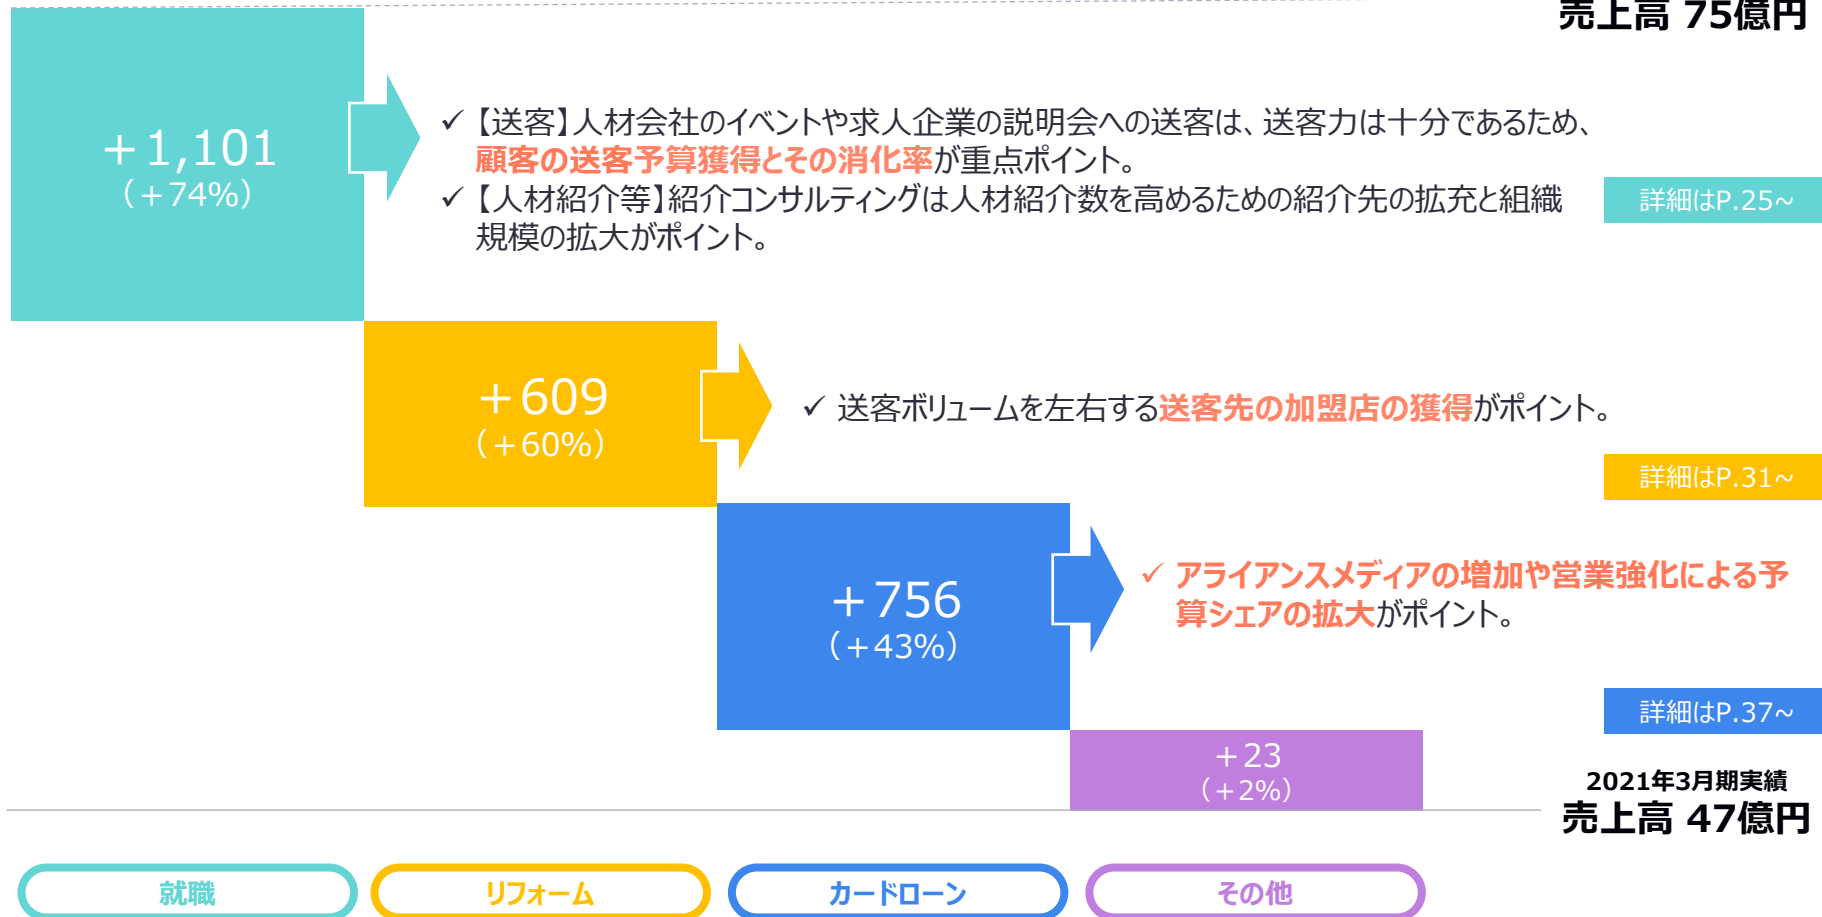 売上高 75億円
+1,101
（+74%）
✓【送客】人材会社のイベントや求人企業の説明会への送客は、送客力は十分であるため、
顧客の送客予算獲得とその消化率が重点ポイント。
✓【人材紹介等】紹介コンサルティングは人材紹介数を高めるための紹介先の拡充と組織
規模の拡大がポイント。
詳細はP.25~
+609
（+60%）
✓ 送客ボリュームを左右する送客先の加盟店の獲得がポイント。
詳細はP.31~
+756
（+43%）
✓ アライアンスメディアの増加や営業強化による予
算シェアの拡大がポイント。
詳細はP.37~
+23
（+2%）
2021年3月期実績
売上高 47億円
就職
リフォーム
カードローン
その他